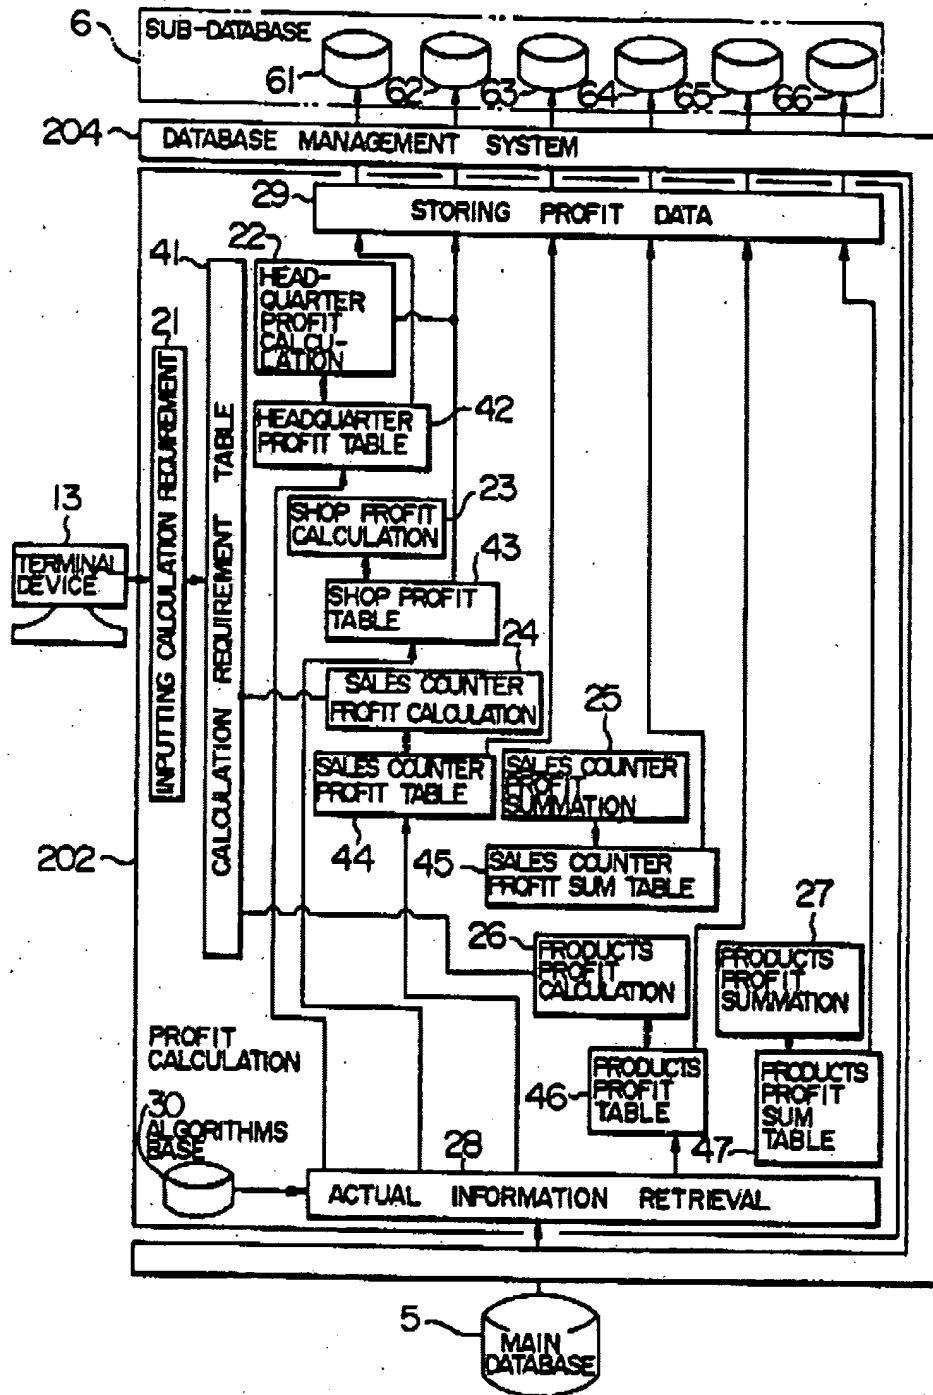 6
SUB-DATABASE
61
62
63
64
65
66
204
DATABASE MANAGEMENT SYSTEM
29
STORING PROFIT DATA
22
41
HEAD-
QUARTER
PROFIT
CALCU-
LATION
21
INPUTTING CALCULATION REQUIREMENT
CALCULATION REQUIREMENT TABLE
HEADQUARTER
PROFIT TABLE
42
13
TERMINAL
DEVICE
23
SHOP PROFIT
CALCULATION
43
SHOP PROFIT
TABLE
24
SALES COUNTER
PROFIT CALCULATION
25
SALES COUNTER
PROFIT TABLE
44
SALES COUNTER
PROFIT
SUMMATION
202
45
SALES COUNTER
PROFIT SUM TABLE
27
26
PRODUCTS
PROFIT
CALCULATION
PRODUCTS
PROFIT
SUMMATION
PROFIT
CALCULATION
46
PRODUCTS
PROFIT
TABLE
47
PRODUCTS
PROFIT
SUM
TABLE
30
ALGORITHMS
BASE
28
ACTUAL INFORMATION RETRIEVAL
5
MAIN
DATABASE